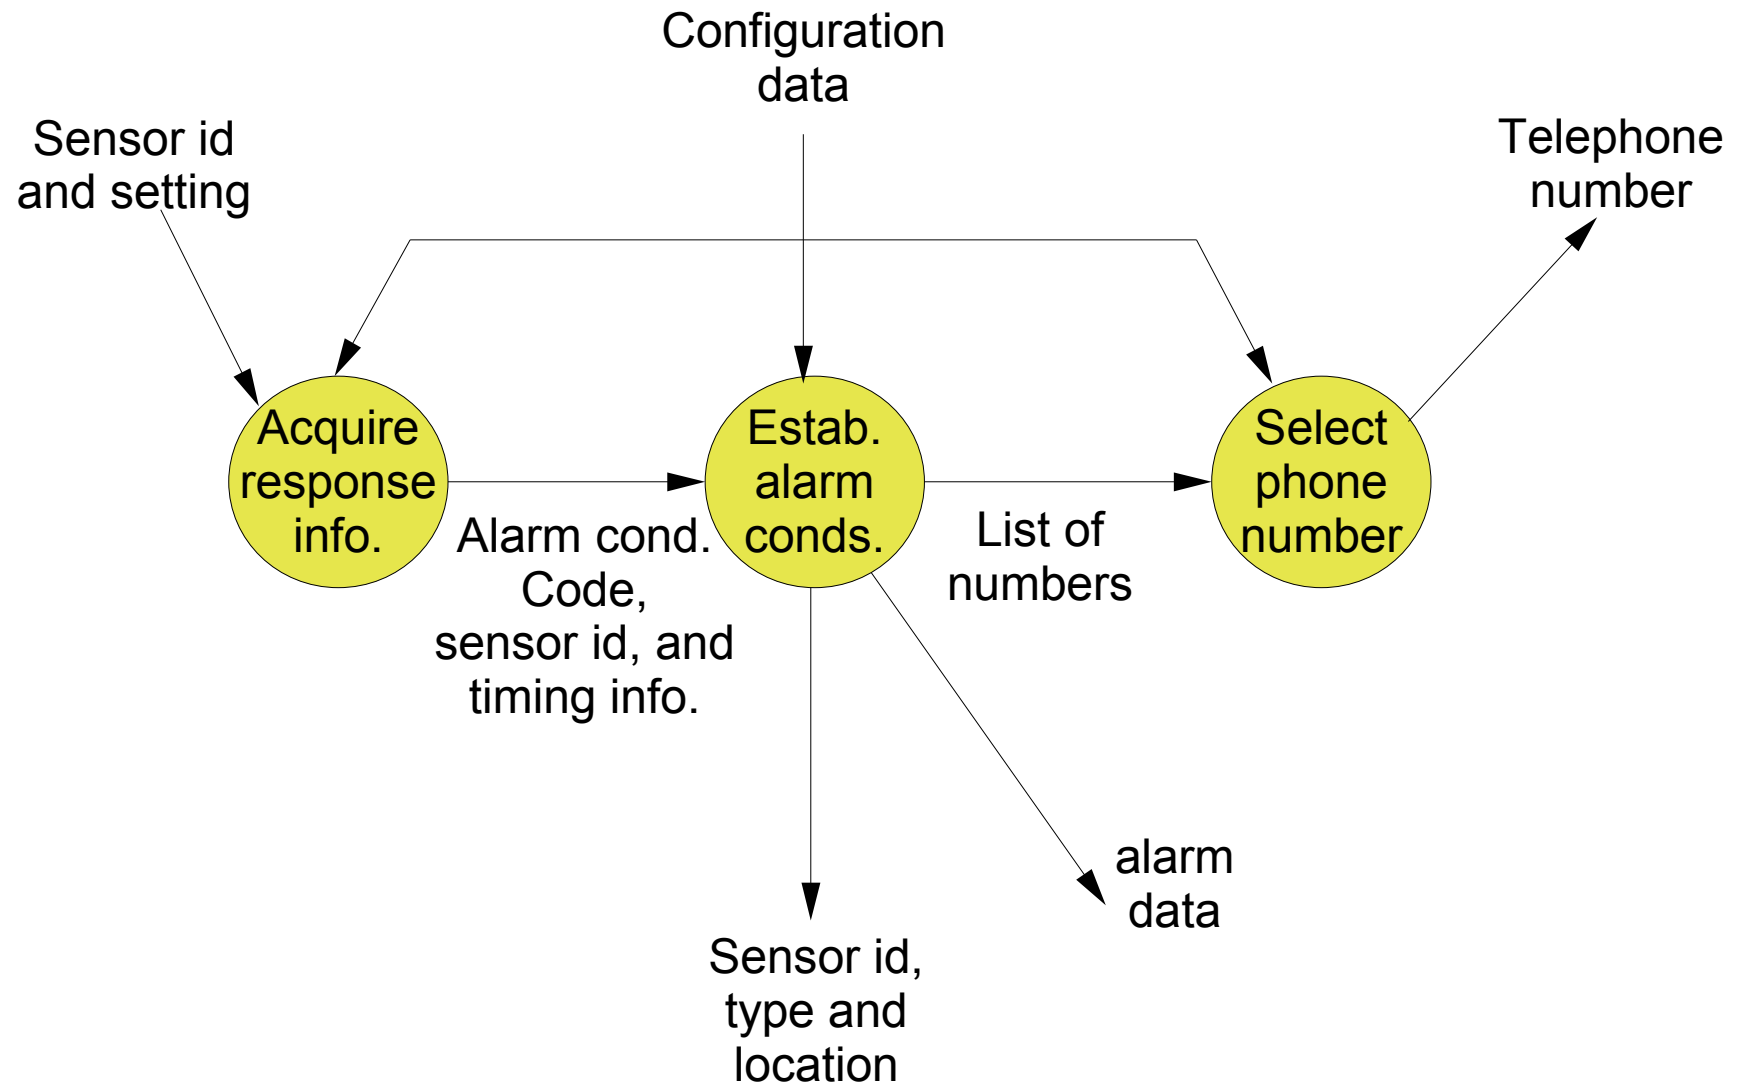 Configuration
data
Sensor id
and setting
Telephone
number
Acquire
response
info.
Alarm cond.
Code,
sensor id, and
timing info.
Estab.
alarm
conds.
List of
numbers
Select
phone
number
alarm
data
Sensor id,
type and
location